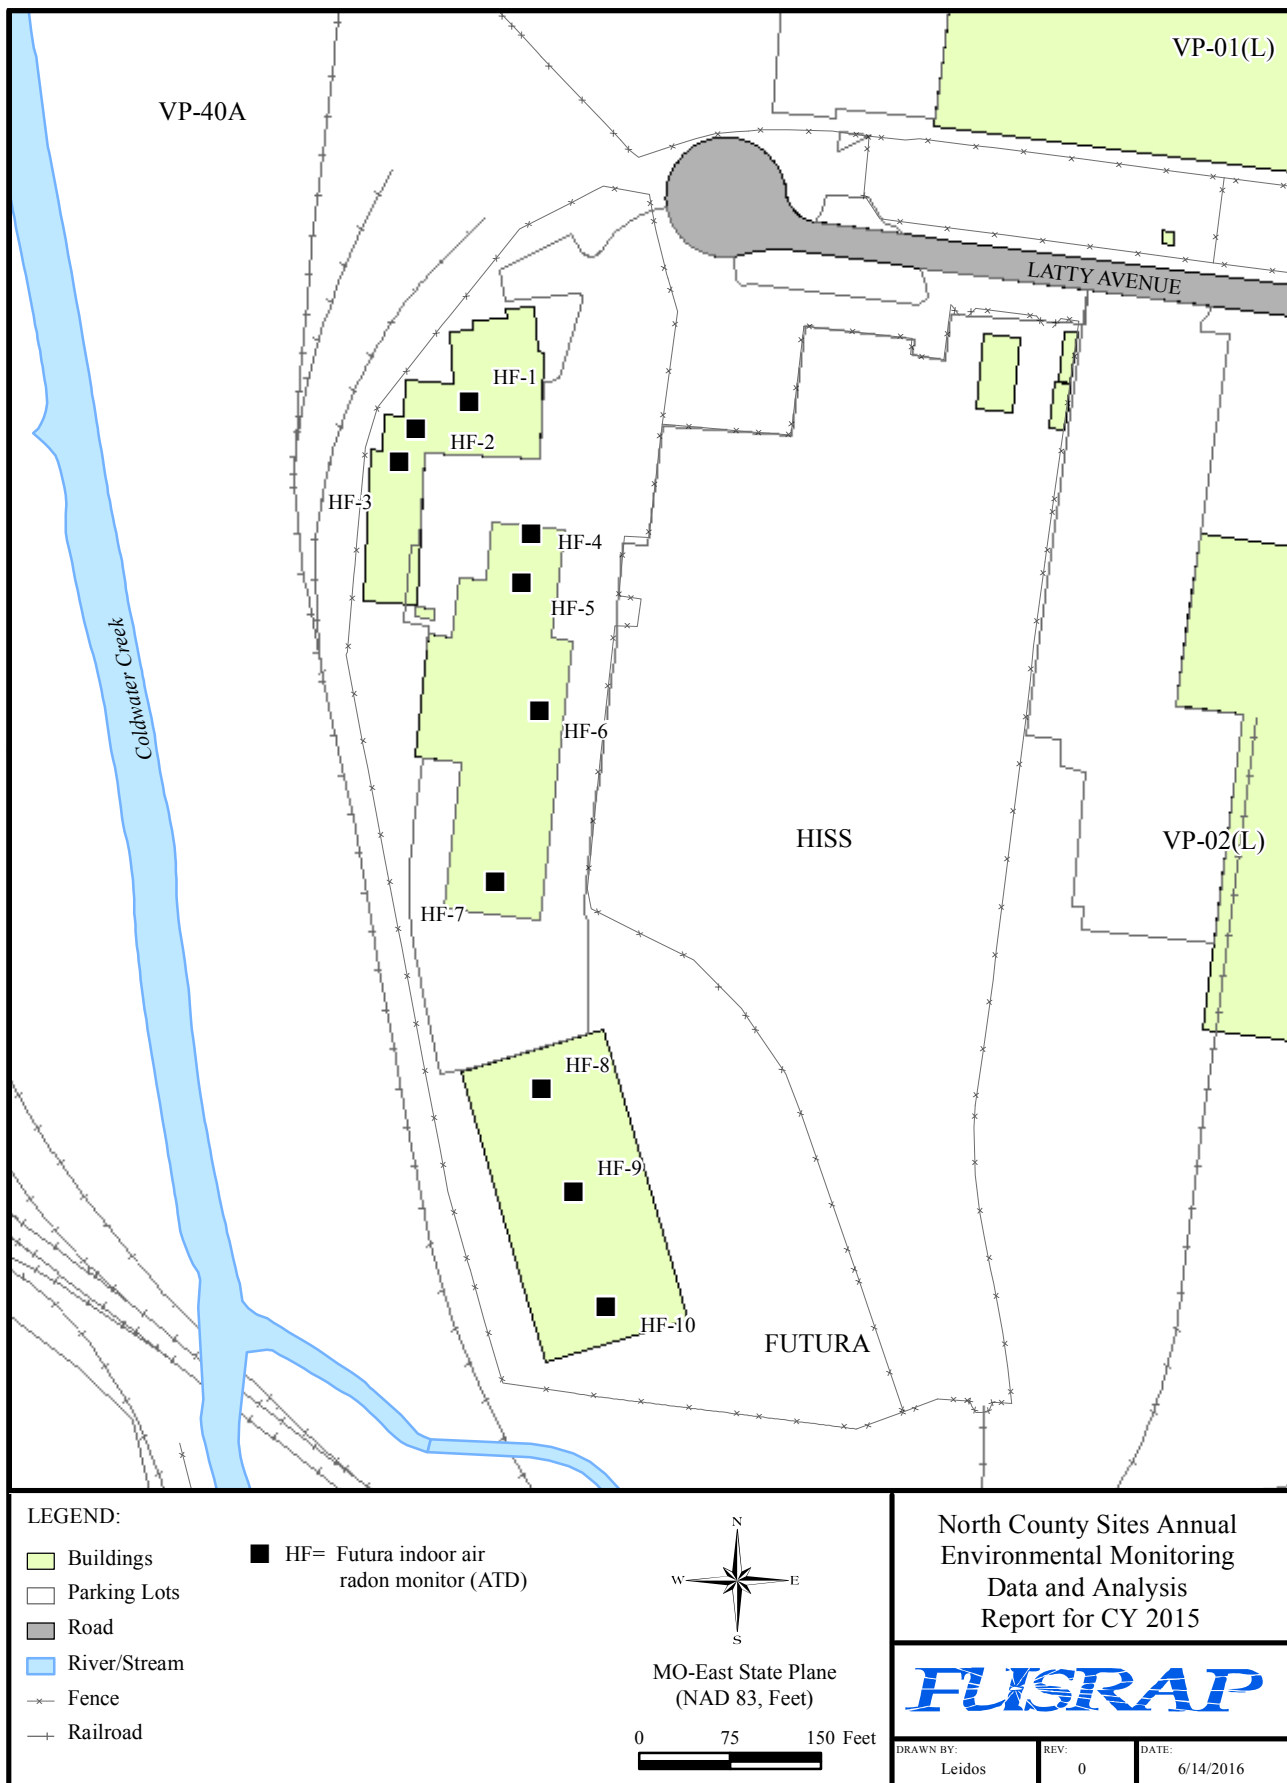 VP-01(L)
VP-40A
LATTY AVENUE
HF-1
HF-2
HF-3
HF-4
HF-5
Coldwater Creek
HF-6
HISS
VP-02(L)
HF-7
HF-8
HF-9
HF-10
FUTURA
LEGEND:
Buildings
Parking Lots
Road
River/Stream
Fence
Railroad
HF= Futura indoor air
radon monitor (ATD)
N
W E
S
MO-East State Plane
(NAD 83, Feet)
0 75 150 Feet
North County Sites Annual
Environmental Monitoring
Data and Analysis
Report for CY 2015
FUSRAP
DRAWN BY:
Leidos
REV:
0
DATE:
6/14/2016